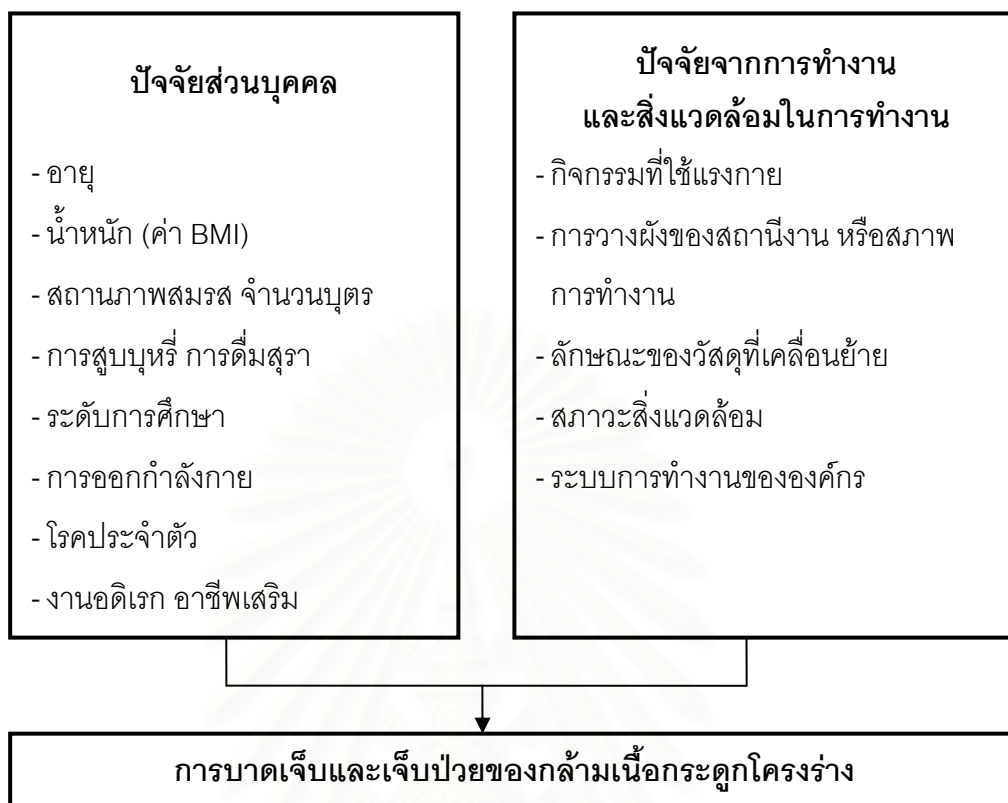 ปัจจัยส่วนบุคคล
- อายุ
- น้ำหนัก (ค่า BMI)
- สถานภาพสมรส จำนวนบุตร
- การสูบบุหรี่ การดื่มสุรา
- ระดับการศึกษา
- การออกกำลังกาย
- โรคประจำตัว
- งานอดิเรก อาชีพเสริม
ปัจจัยจากการทำงาน
และสิ่งแวดล้อมในการทำงาน
- กิจกรรมที่ใช้แรงกาย
- การวางผังของสถานีงาน หรือสภาพ
การทำงาน
- ลักษณะของวัสดุที่เคลื่อนย้าย
- สภาวะสิ่งแวดล้อม
- ระบบการทำงานขององค์กร
การบาดเจ็บและเจ็บป่วยของกล้ามเนื้อกระดูกโครงร่าง